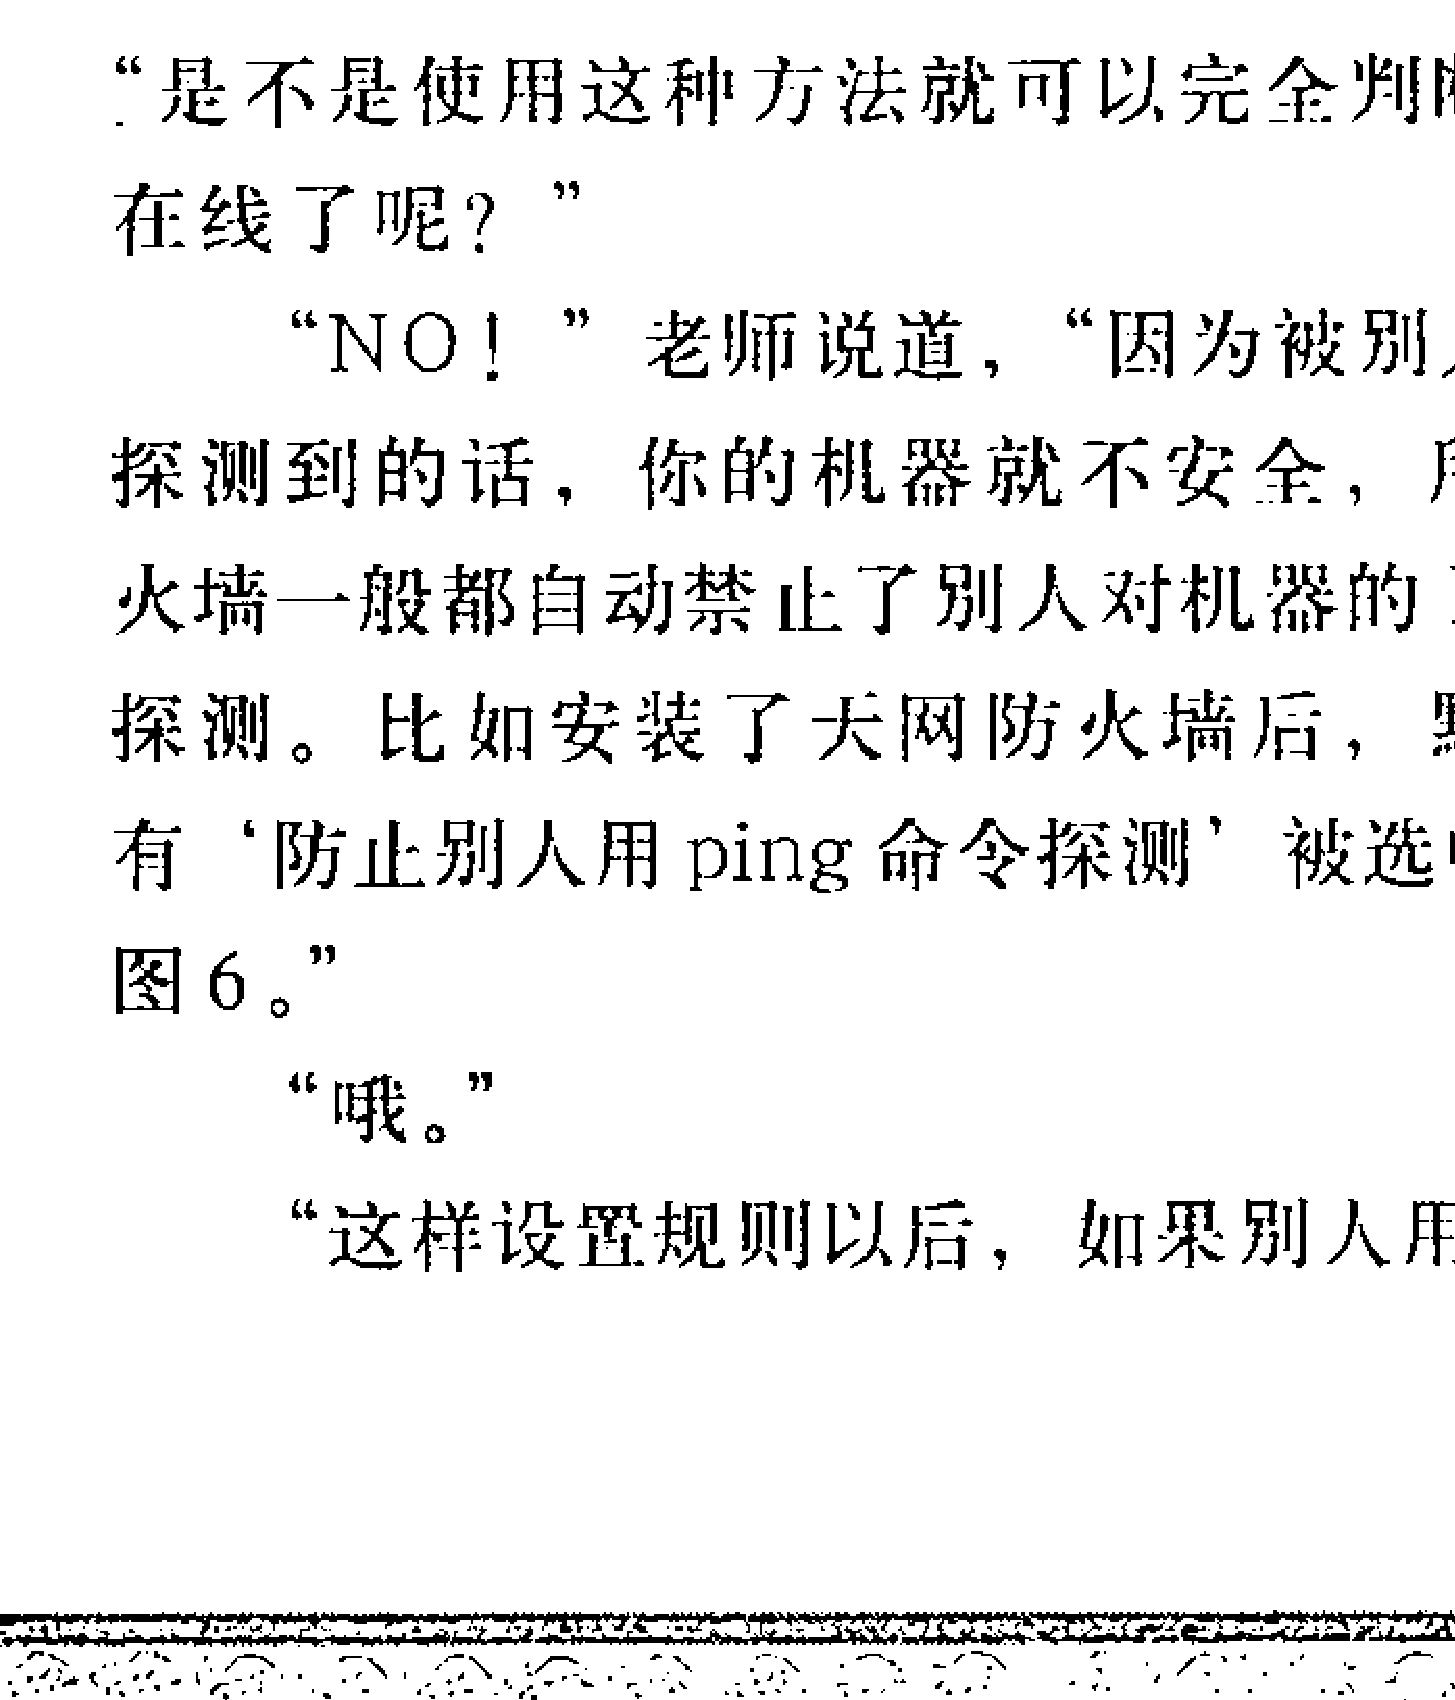 “是不是使用这种方法就可以完全判
在线了呢？”
“NO！”老师说道，“因为被别
探测到的话，你的机器就不安全，
火墙一般都自动禁止了别人对机器的
探测。比如安装了天网防火墙后，
有‘防止别人用ping命令探测’被选
图6。”
“哦。”
“这样设置规则以后，如果别人用